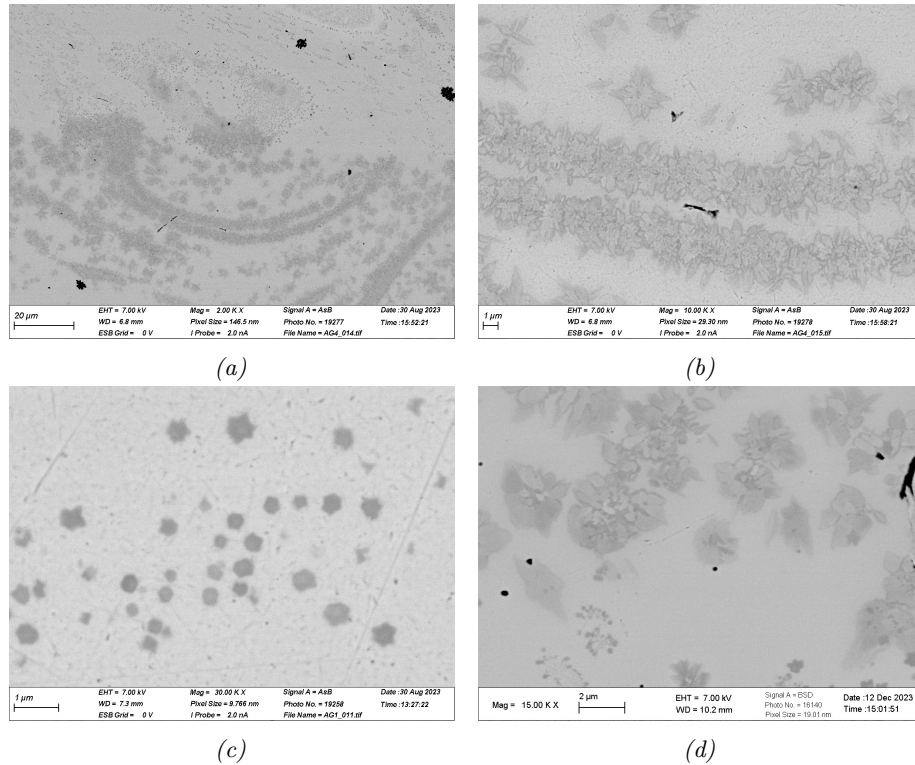 20 µm
EHT = 7.00 kV Mag = 2.00 K X Signal A = AsB Date :30 Aug 2023
WD = 6.8 mm Pixel Size = 146.5 nm Photo No. = 19277 Time :15:52:21
ESB Grid = 0 V I Probe = 2.0 nA File Name = AG4_014.tif
1 µm
EHT = 7.00 kV Mag = 10.00 K X Signal A = AsB Date :30 Aug 2023
WD = 6.8 mm Pixel Size = 29.30 nm Photo No. = 19278 Time :15:58:21
ESB Grid = 0 V I Probe = 2.0 nA File Name = AG4_015.tif
(a)
(b)
1 µm
EHT = 7.00 kV Mag = 30.00 K X Signal A = AsB Date :30 Aug 2023
WD = 7.3 mm Pixel Size = 9.766 nm Photo No. = 19258 Time :13:27:22
ESB Grid = 0 V I Probe = 2.0 nA File Name = AG1_011.tif
Mag = 15.00 K X
2 µm
EHT = 7.00 kV
WD = 10.2 mm
Signal A = BSD
Photo No. = 16140
Pixel Size = 19.01 nm
Date :12 Dec 2023
Time :15:01:51
(c)
(d)